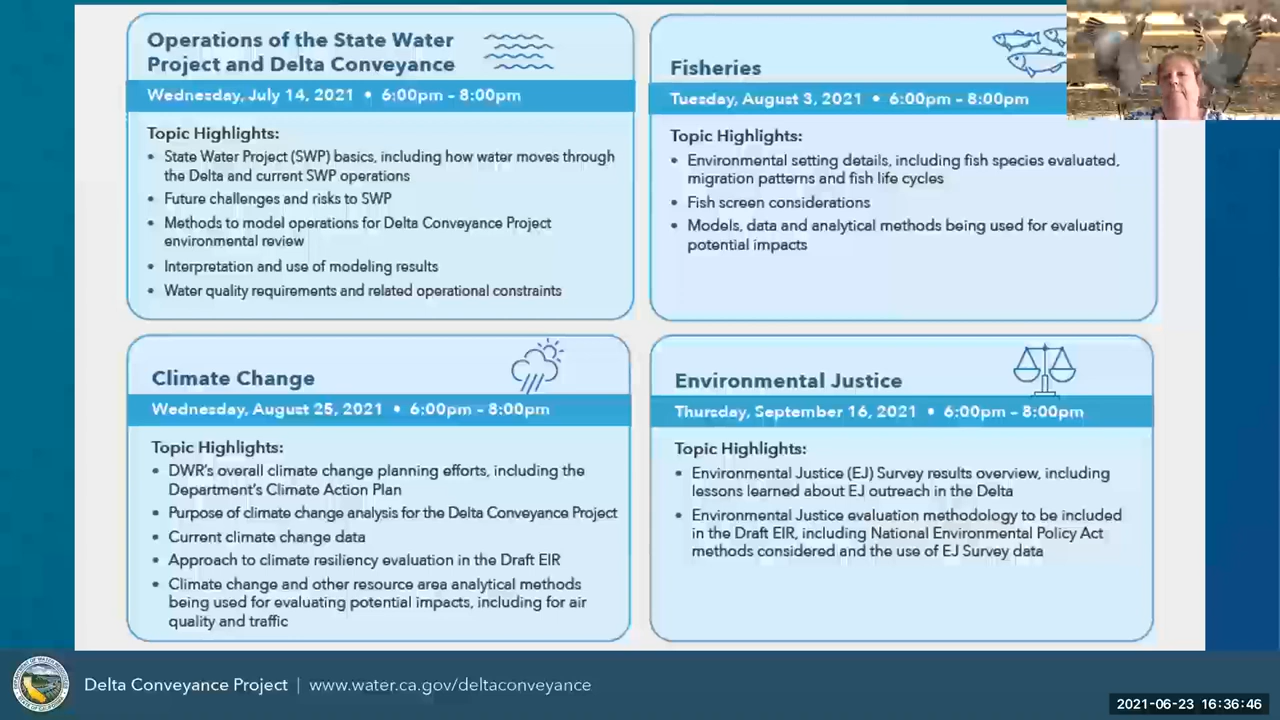 Operations of the State Water
Project and Delta Conveyance
Wednesday, July 14, 2021 • 6:00pm – 8:00pm
Topic Highlights:
• State Water Project (SWP) basics, including how water moves through
the Delta and current SWP operations
• Future challenges and risks to SWP
• Methods to model operations for Delta Conveyance Project
environmental review
• Interpretation and use of modeling results
• Water quality requirements and related operational constraints
Fisheries
Tuesday, August 3, 2021 • 6:00pm – 8:00pm
Topic Highlights:
• Environmental setting details, including fish species evaluated,
migration patterns and fish life cycles
• Fish screen considerations
• Models, data and analytical methods being used for evaluating
potential impacts
Climate Change
Wednesday, August 25, 2021 • 6:00pm – 8:00pm
Topic Highlights:
• DWR's overall climate change planning efforts, including the
Department's Climate Action Plan
• Purpose of climate change analysis for the Delta Conveyance Project
• Current climate change data
• Approach to climate resiliency evaluation in the Draft EIR
• Climate change and other resource area analytical methods
being used for evaluating potential impacts, including for air
quality and traffic
Environmental Justice
Thursday, September 16, 2021 • 6:00pm – 8:00pm
Topic Highlights:
• Environmental Justice (EJ) Survey results overview, including
lessons learned about EJ outreach in the Delta
• Environmental Justice evaluation methodology to be included
in the Draft EIR, including National Environmental Policy Act
methods considered and the use of EJ Survey data
Delta Conveyance Project | www.water.ca.gov/deltaconveyance
2021-06-23 16:36:46